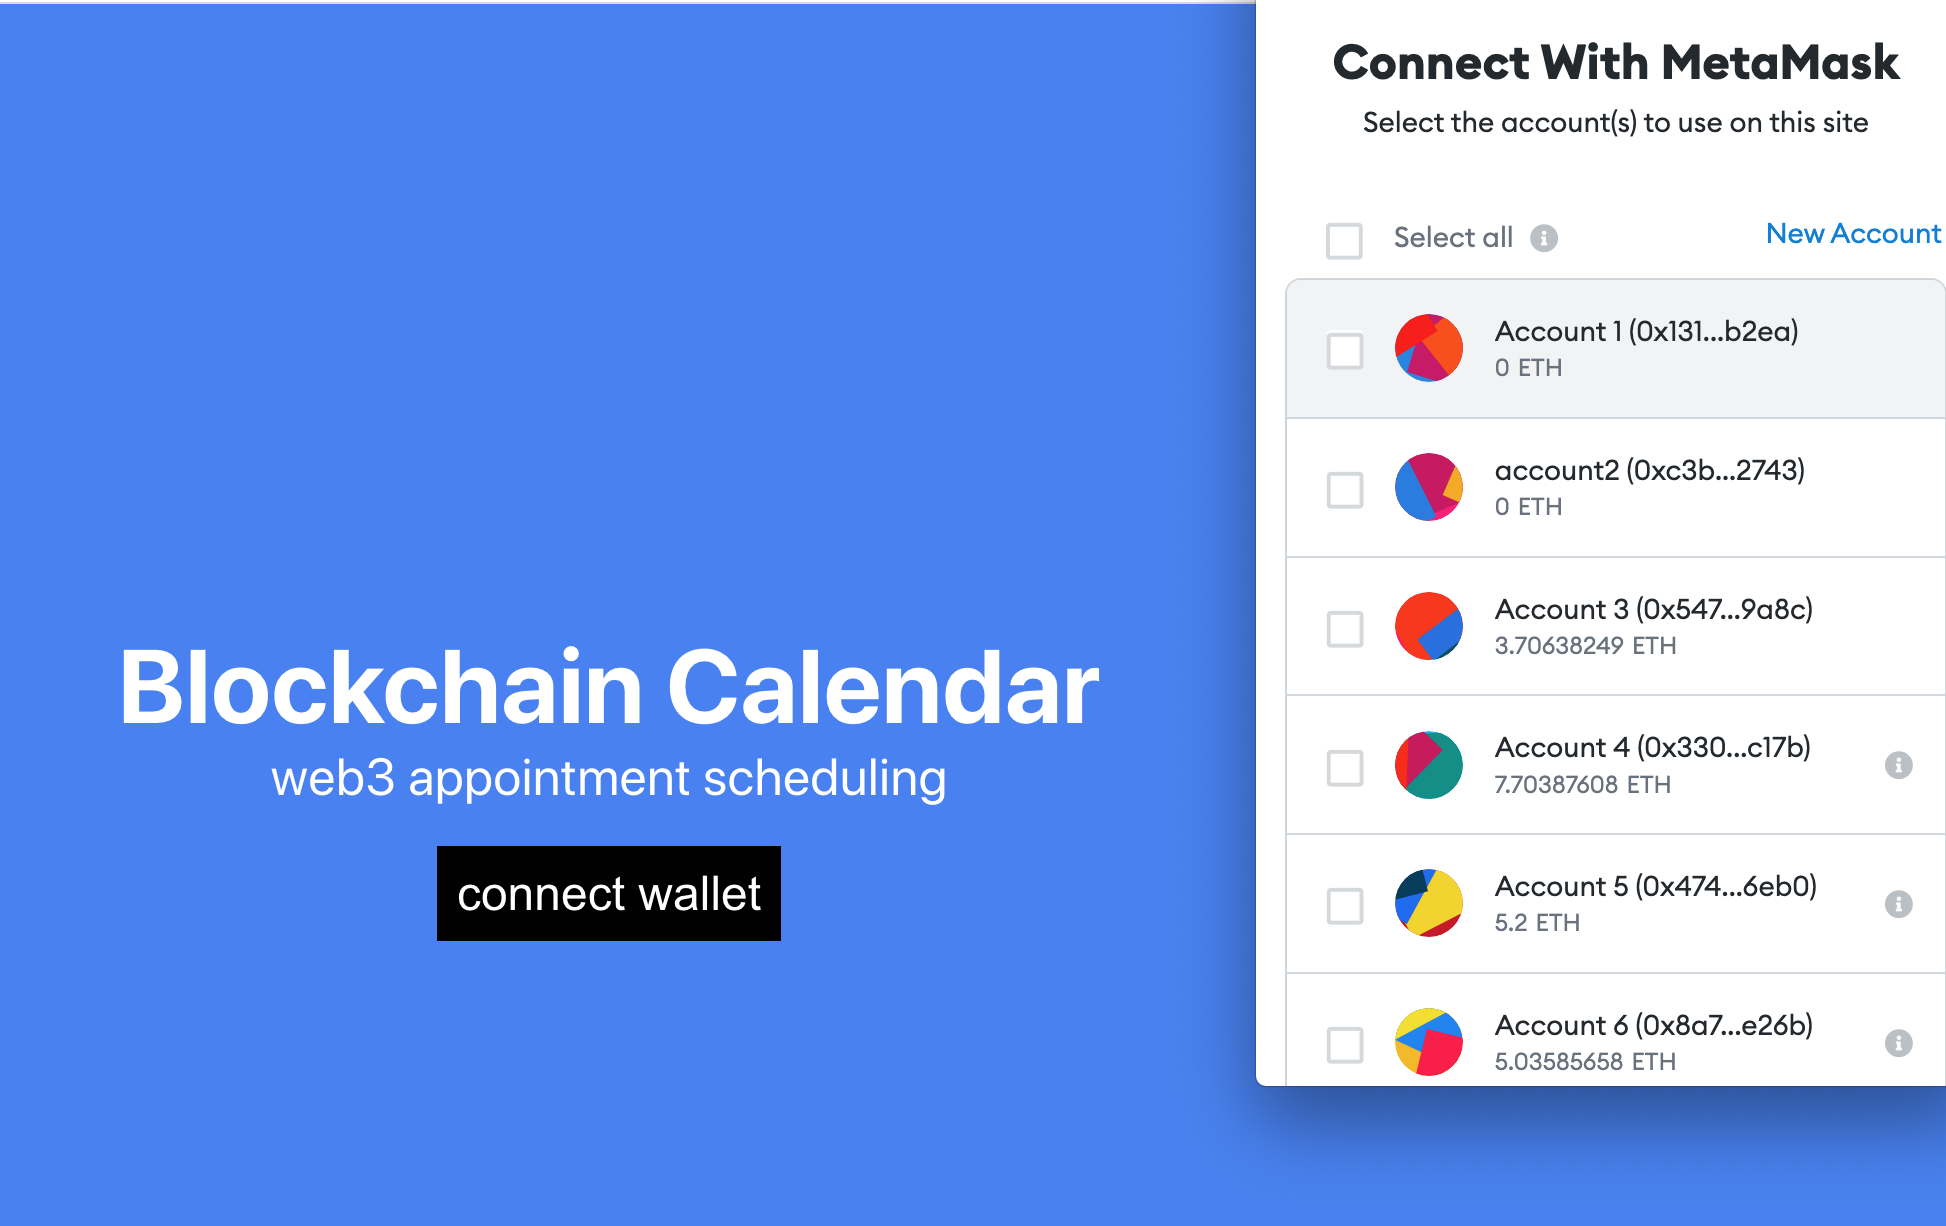 Blockchain Calendar
web3 appointment scheduling
connect wallet
Connect With MetaMask
Select the account(s) to use on this site
Select all
New Account
Account 1 (0x131...b2ea)
0 ETH
account2 (0xc3b...2743)
0 ETH
Account 3 (0x547...9a8c)
3.70638249 ETH
Account 4 (0x330...c17b)
7.70387608 ETH
Account 5 (0x474...6eb0)
5.2 ETH
Account 6 (0x8a7...e26b)
5.03585658 ETH